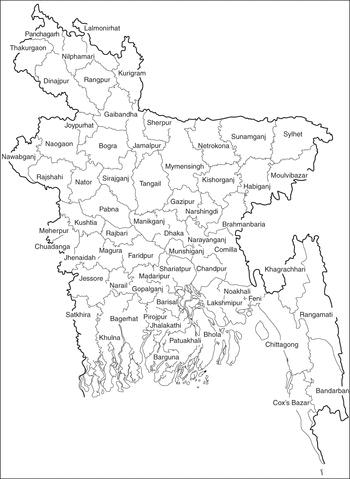 Lalmonirhat
Panchagarh
Thakurgaon
Nilphamari
Dinajpur
Rangpur
Kurigram
Gaibandha
Joypurhat
Sherpur
Sunamganj
Sylhet
Naogaon
Bogra
Jamalpur
Netrokona
Nawabganj
Mymensingh
Moulvibazar
Rajshahi
Nator
Sirajganj
Tangail
Kishorganj
Habiganj
Gazipur
Pabna
Narshingdi
Kushtia
Manikganj
Brahmanbaria
Meherpur
Rajbari
Dhaka
Narayanganj
Chuadanga
Magura
Faridpur
Munshiganj
Comilla
Jhenaidah
Shariatpur
Chandpur
Khagrachhari
Jessore
Madaripur
Narail
Gopalganj
Noakhali
Feni
Satkhira
Barisal
Lakshmipur
Rangamati
Bagerhat
Pirojpur
Jhalakathi
Khulna
Bhola
Patuakhali
Chittagong
Barguna
Bandarban
Cox's Bazar